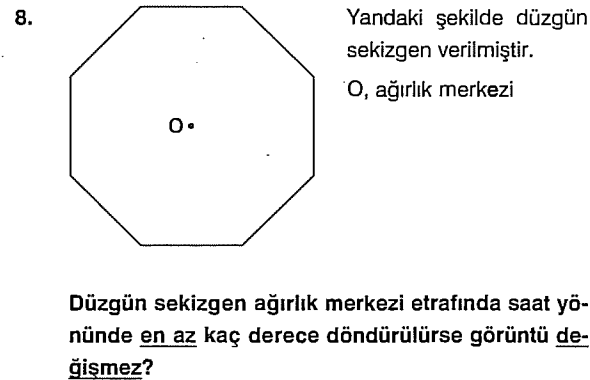 8.
Yandaki şekilde düzgün
sekizgen verilmiştir.
O, ağırlık merkezi
O
Düzgün sekizgen ağırlık merkezi etrafında saat yö-
nünde en az kaç derece döndürülürse görüntü de-
ğişmez?